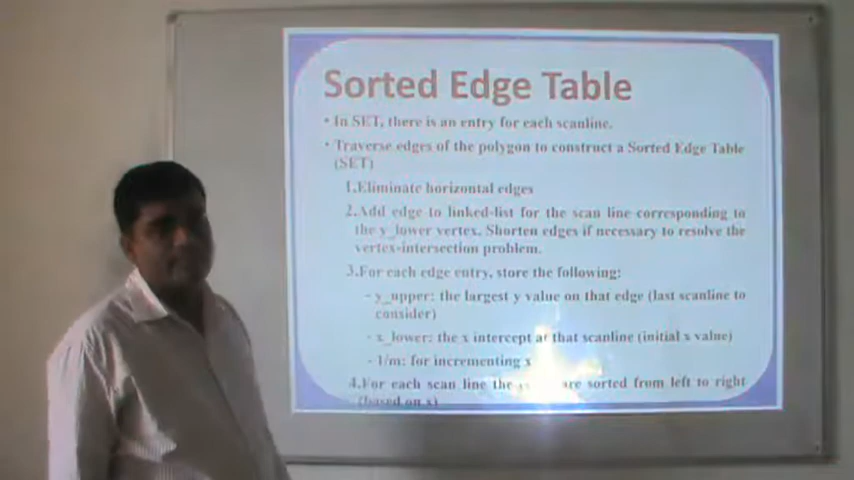 Sorted Edge Table
• In SET, there is an entry for each scanline.
• Traverse edges of the polygon to construct a Sorted Edge Table
(SET)
1.Eliminate horizontal edges
2.Add edge to linked-list for the scan line corresponding to
the y_lower vertex. Shorten edges if necessary to resolve the
vertex-intersection problem.
3.For each edge entry, store the following:
- y_upper: the largest y value on that edge (last scanline to
consider)
- x_lower: the x intercept at that scanline (initial x value)
- 1/m: for incrementing x
4.For each scan line the are sorted from left to right
(based on x)